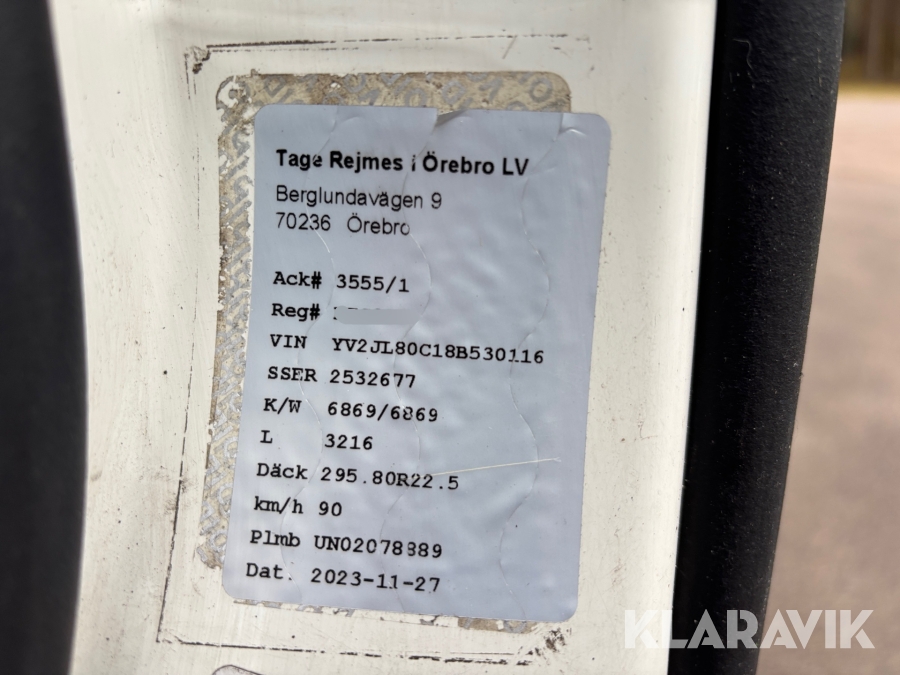 Tage Rejmes i Örebro LV
Berglundavägen 9
70236 Örebro
Ack# 3555/1
Reg#
VIN YV2JL80C18B530116
SSER 2532677
K/W 6869/6869
L 3216
Däck 295.80R22.5
km/h 90
Plmb UN02078889
Dat. 2023-11-27
KLARAVIK